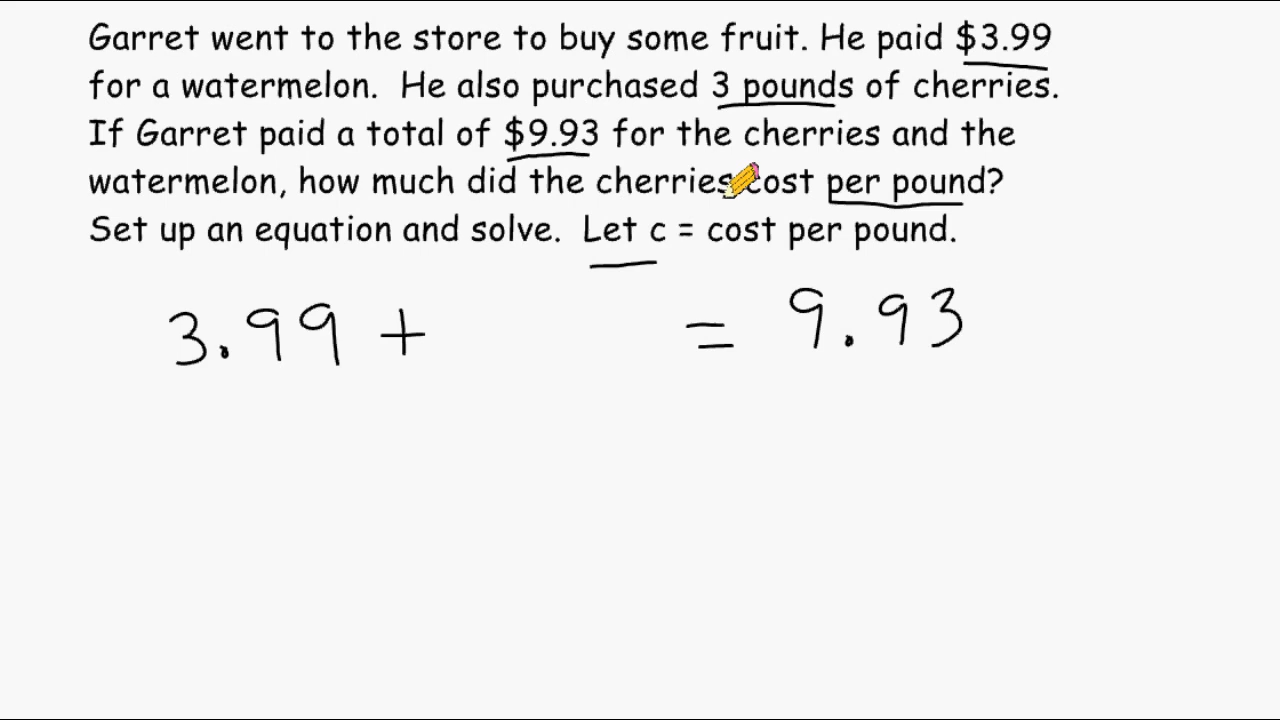 Garret went to the store to buy some fruit. He paid $3.99
for a watermelon. He also purchased 3 pounds of cherries.
If Garret paid a total of $9.93 for the cherries and the
watermelon, how much did the cherries cost per pound?
Set up an equation and solve. Let c = cost per pound.
3.99 + = 9.93